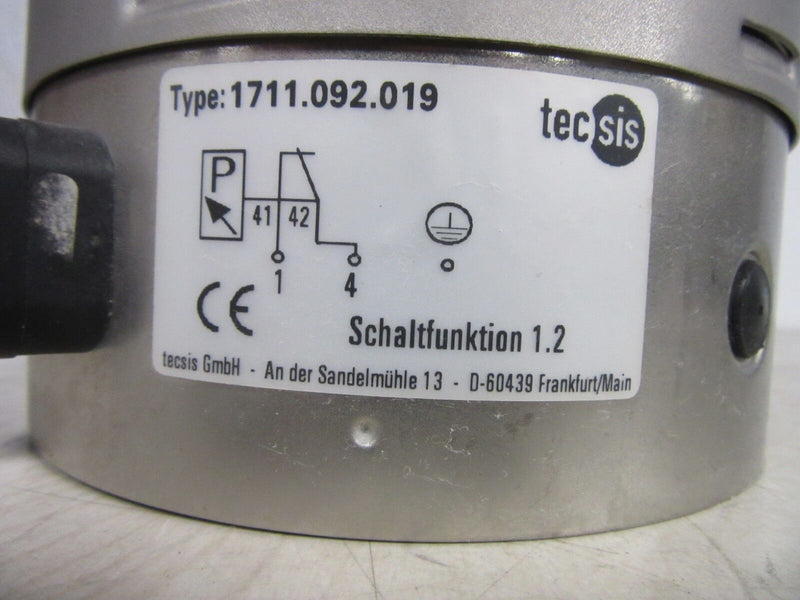 Type: 1711.092.019
tecsis
P
41 42
1 4
CE
Schaltfunktion 1.2
tecsis GmbH - An der Sandelmühle 13 - D-60439 Frankfurt/Main